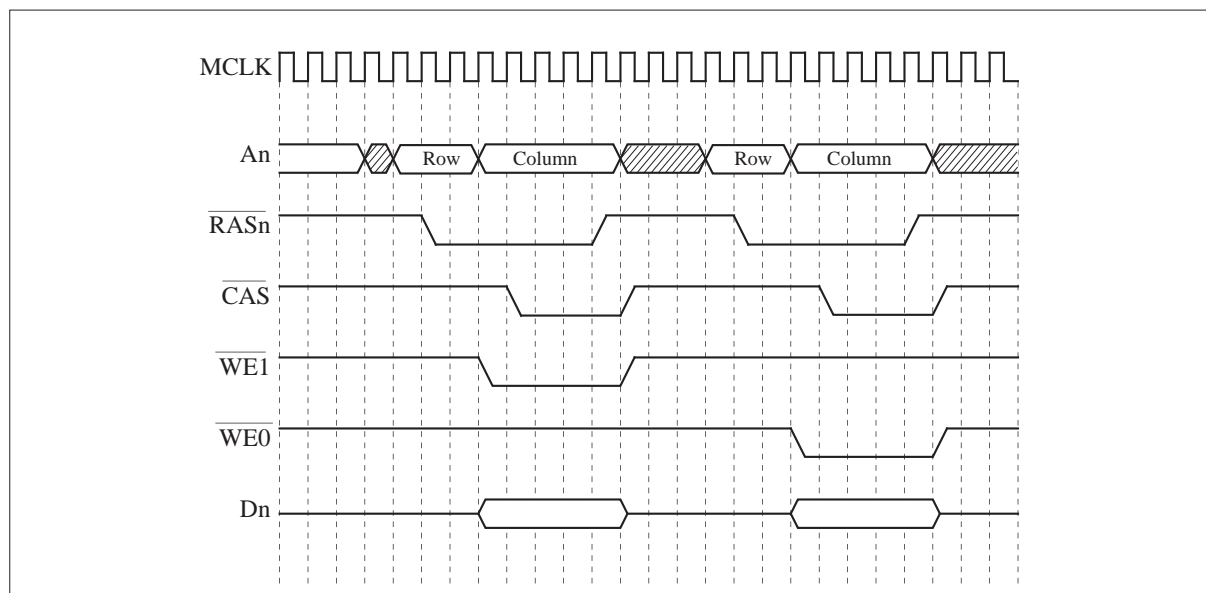 MCLK
An Row Column Row Column
RASn
CAS
WE1
WE0
Dn